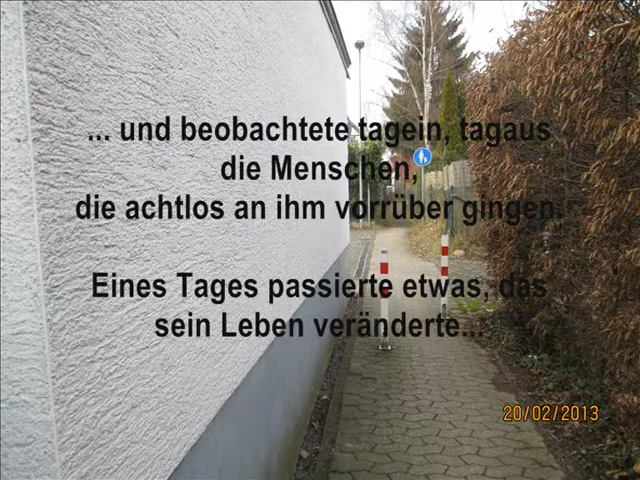 ... und beobachtete tagein, tagaus
die Menschen,
die achtlos an ihm vorrüber gingen.
Eines Tages passierte etwas, das
sein Leben veränderte...
20/02/2013